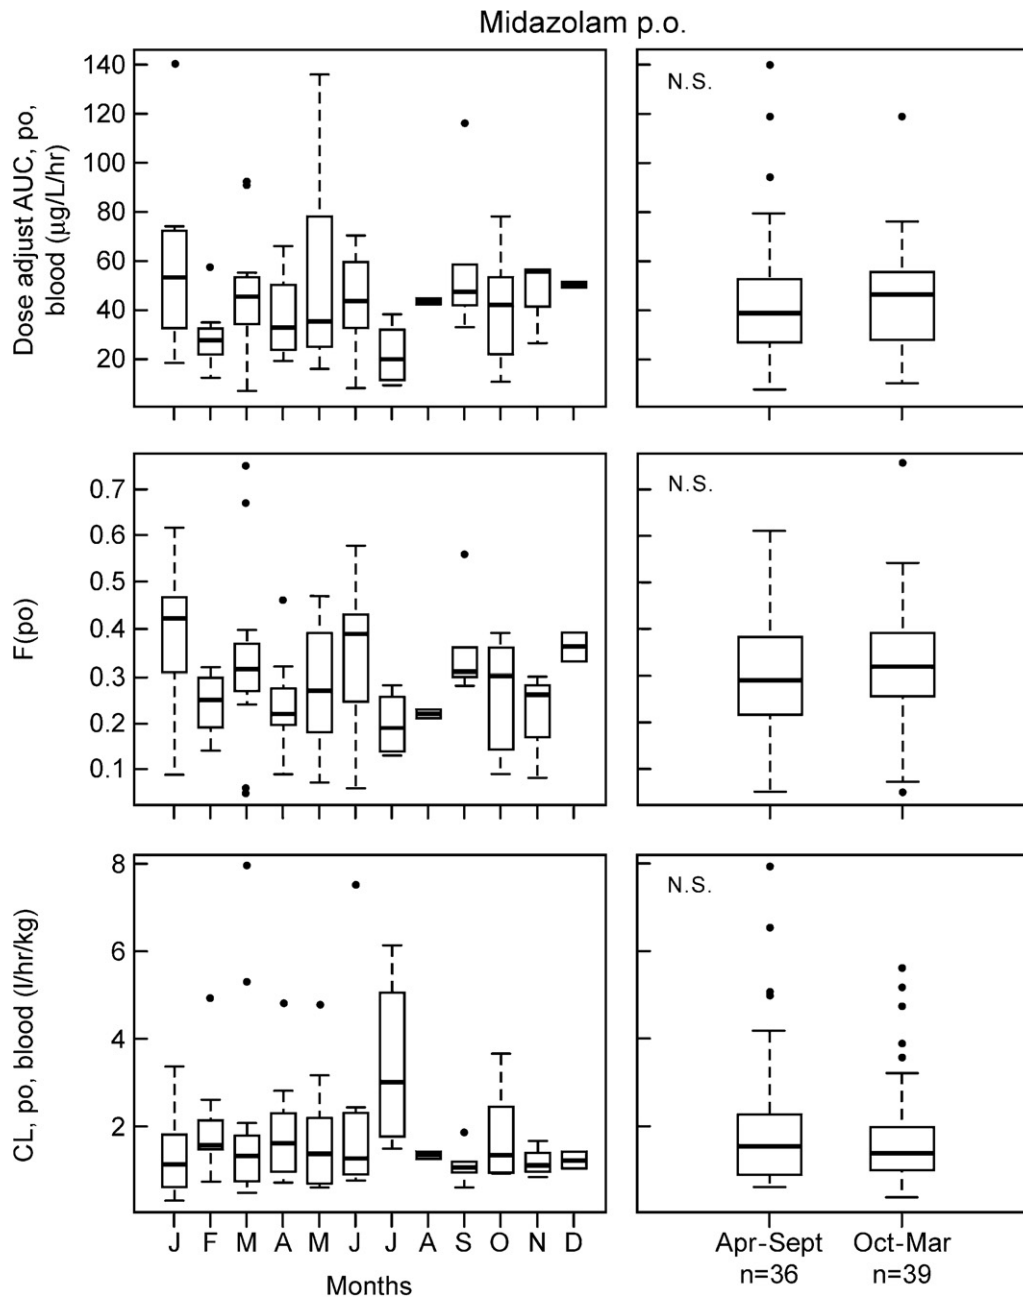 Midazolam p.o.
Dose adjust AUC, po,
blood (µg/L/hr)
140
120
100
80
60
40
20
N.S.
F(po)
0.7
0.6
0.5
0.4
0.3
0.2
0.1
N.S.
CL, po, blood (l/hr/kg)
8
6
4
2
N.S.
J F M A M J J A S O N D
Months
Apr-Sept Oct-Mar
n=36 n=39